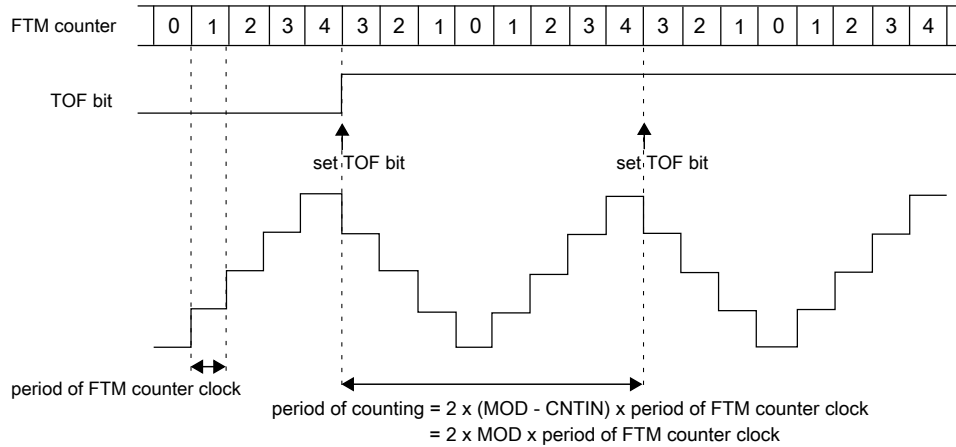 FTM counter 0 1 2 3 4 3 2 1 0 1 2 3 4 3 2 1 0 1 2 3 4
TOF bit
set TOF bit set TOF bit
period of FTM counter clock
period of counting = 2 x (MOD - CNTIN) x period of FTM counter clock
= 2 x MOD x period of FTM counter clock